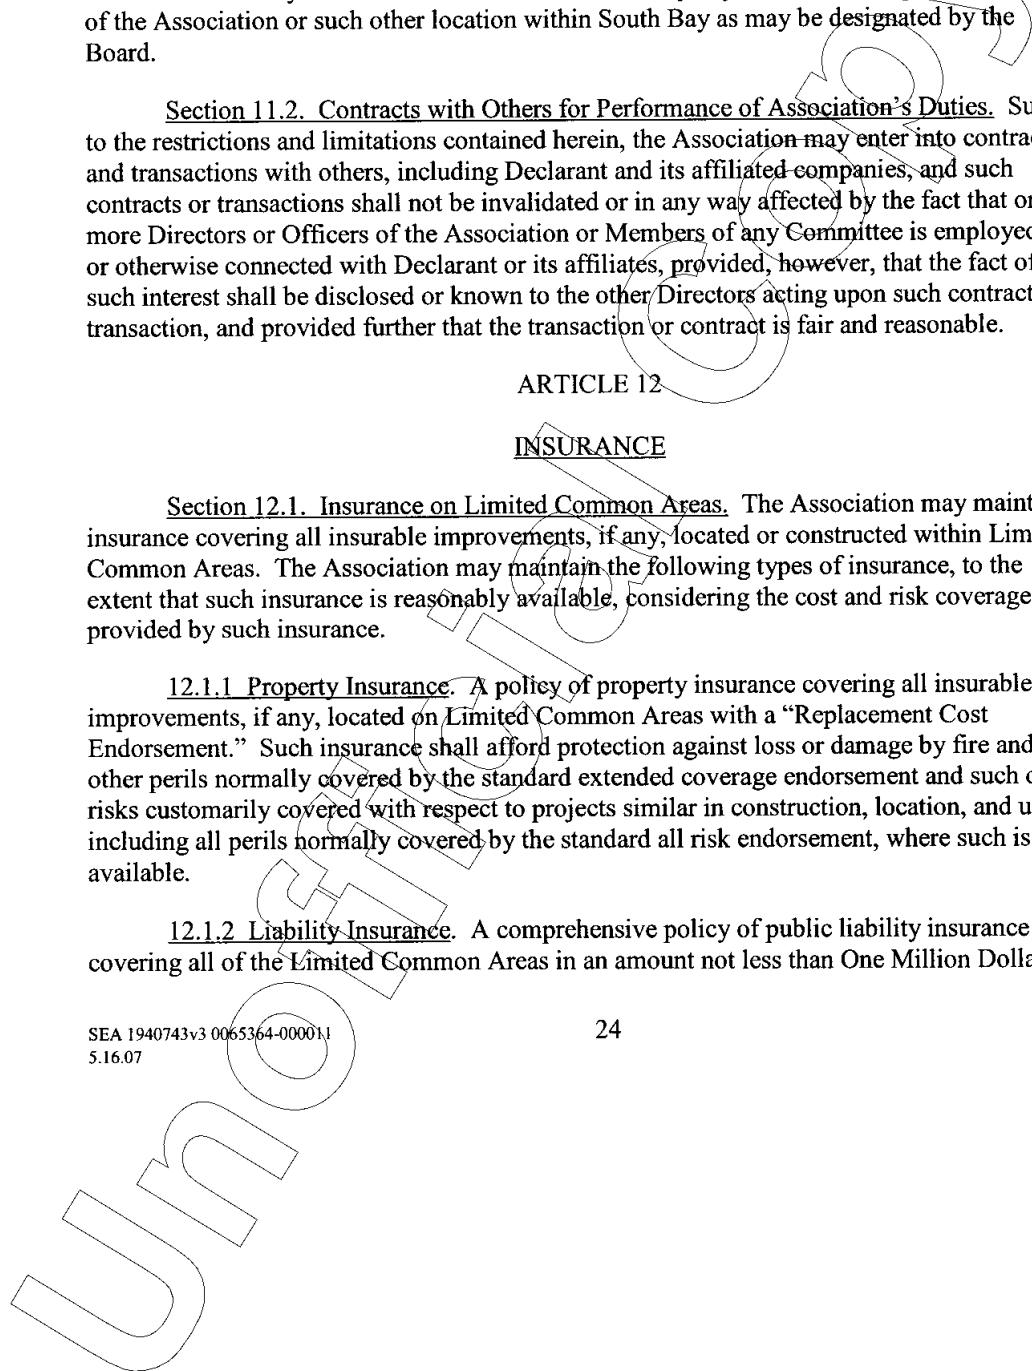 of the Association or such other location within South Bay as may be designated by the
Board.
Section 11.2. Contracts with Others for Performance of Association's Duties. Su
to the restrictions and limitations contained herein, the Association may enter into contra
and transactions with others, including Declarant and its affiliated companies, and such
contracts or transactions shall not be invalidated or in any way affected by the fact that or
more Directors or Officers of the Association or Members of any Committee is employed
or otherwise connected with Declarant or its affiliates, provided, however, that the fact of
such interest shall be disclosed or known to the other Directors acting upon such contract
transaction, and provided further that the transaction or contract is fair and reasonable.
ARTICLE 12
INSURANCE
Section 12.1. Insurance on Limited Common Areas. The Association may maint
insurance covering all insurable improvements, if any, located or constructed within Lim
Common Areas. The Association may maintain the following types of insurance, to the
extent that such insurance is reasonably available, considering the cost and risk coverage
provided by such insurance.
12.1.1 Property Insurance. A policy of property insurance covering all insurable
improvements, if any, located on Limited Common Areas with a “Replacement Cost
Endorsement.” Such insurance shall afford protection against loss or damage by fire and
other perils normally covered by the standard extended coverage endorsement and such o
risks customarily covered with respect to projects similar in construction, location, and u
including all perils normally covered by the standard all risk endorsement, where such is
available.
12.1.2 Liability Insurance. A comprehensive policy of public liability insurance
covering all of the Limited Common Areas in an amount not less than One Million Dolla
SEA 1940743v3 0065364-000011
24
5.16.07
Unofficial Copy